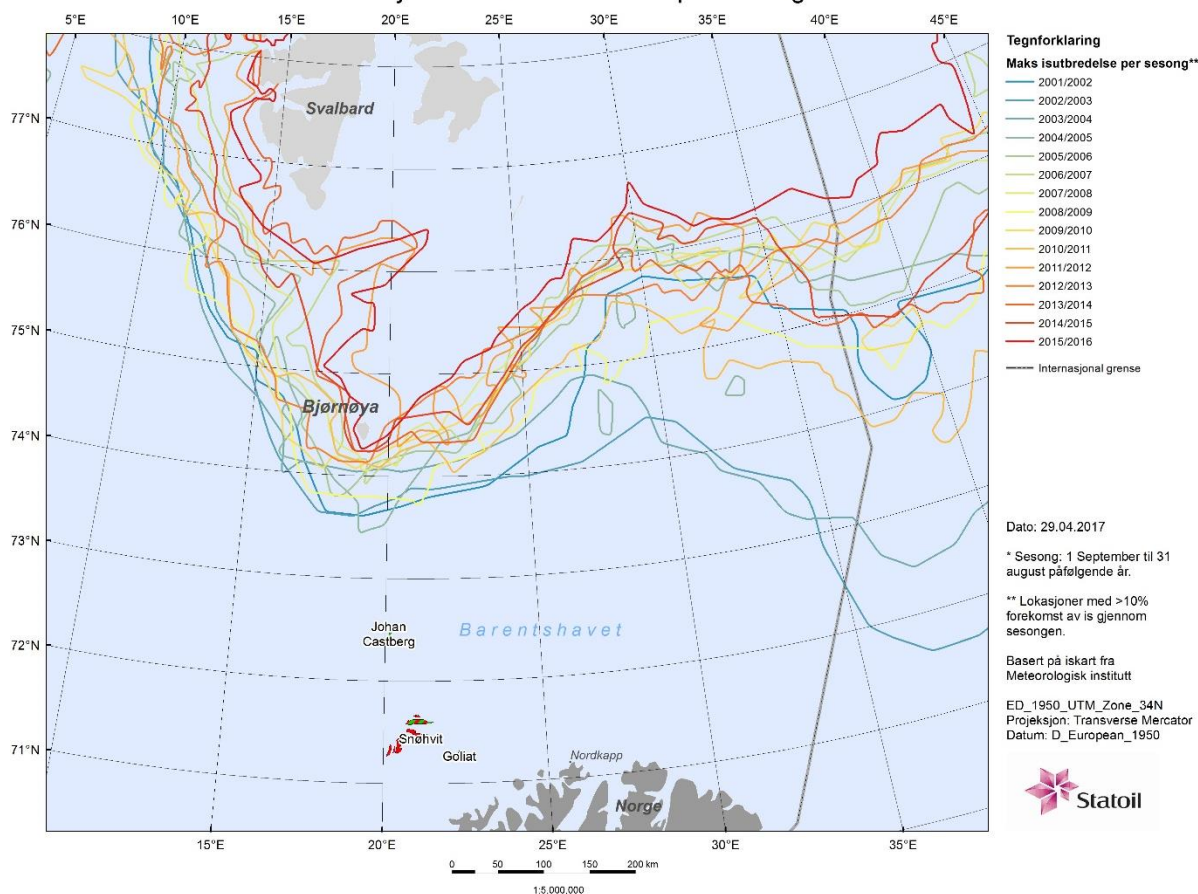 5°E 10°E 15°E 20°E 25°E 30°E 35°E 40°E 45°E
Tegnforklaring
Maks isutbredelse per sesong**
2001/2002
2002/2003
2003/2004
2004/2005
2005/2006
2006/2007
2007/2008
2008/2009
2009/2010
2010/2011
2011/2012
2012/2013
2013/2014
2014/2015
2015/2016
Internasjonal grense
Svalbard
77°N
76°N
75°N
Bjørnøya
74°N
73°N
Johan
Castberg
Barentshavet
72°N
71°N
Snøhvit
Goliat
Nordkapp
Norge
15°E 20°E 25°E 30°E 35°E
0 50 100 150 200 km
1:5.000.000
Dato: 29.04.2017
* Sesong: 1 September til 31
august påfølgende år.
** Lokasjoner med >10%
forekomst av is gjennom
sesongen.
Basert på iskart fra
Meteorologisk institutt
ED_1950_UTM_Zone_34N
Projeksjon: Transverse Mercator
Datum: D_European_1950
Statoil